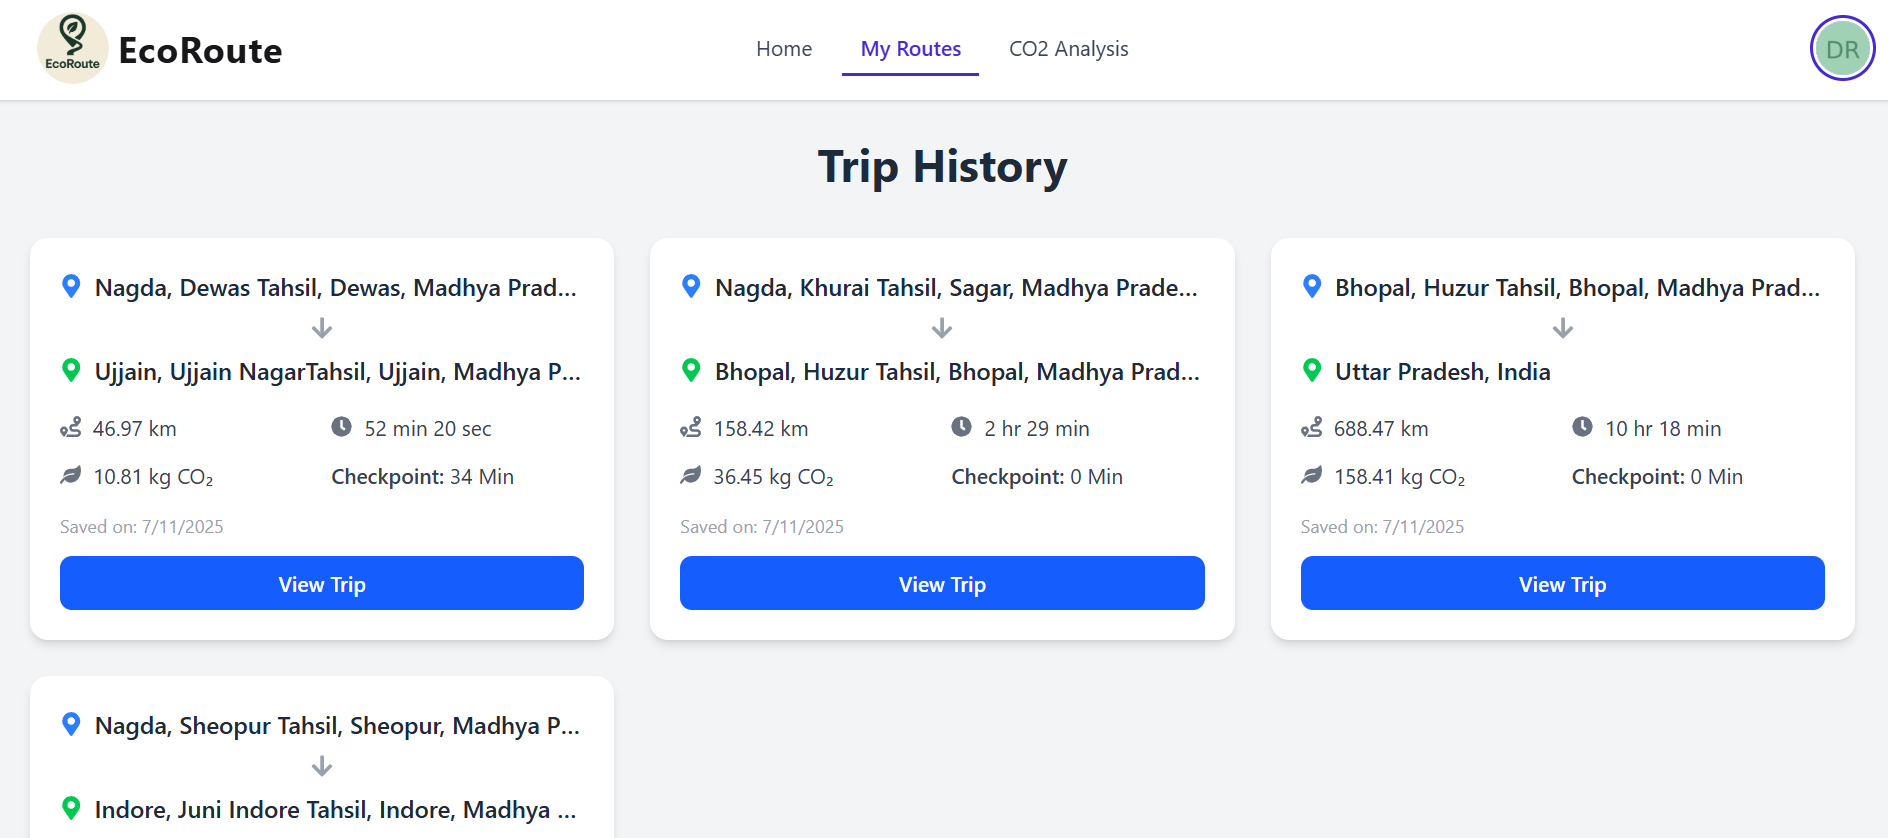 EcoRoute
EcoRoute
Home
My Routes
CO2 Analysis
DR
Trip History
Nagda, Dewas Tahsil, Dewas, Madhya Prad...
Ujjain, Ujjain NagarTahsil, Ujjain, Madhya P...
46.97 km
52 min 20 sec
10.81 kg CO₂
Checkpoint: 34 Min
Saved on: 7/11/2025
View Trip
Nagda, Khurai Tahsil, Sagar, Madhya Prade...
Bhopal, Huzur Tahsil, Bhopal, Madhya Prad...
158.42 km
2 hr 29 min
36.45 kg CO₂
Checkpoint: 0 Min
Saved on: 7/11/2025
View Trip
Bhopal, Huzur Tahsil, Bhopal, Madhya Prad...
Uttar Pradesh, India
688.47 km
10 hr 18 min
158.41 kg CO₂
Checkpoint: 0 Min
Saved on: 7/11/2025
View Trip
Nagda, Sheopur Tahsil, Sheopur, Madhya P...
Indore, Juni Indore Tahsil, Indore, Madhya ...